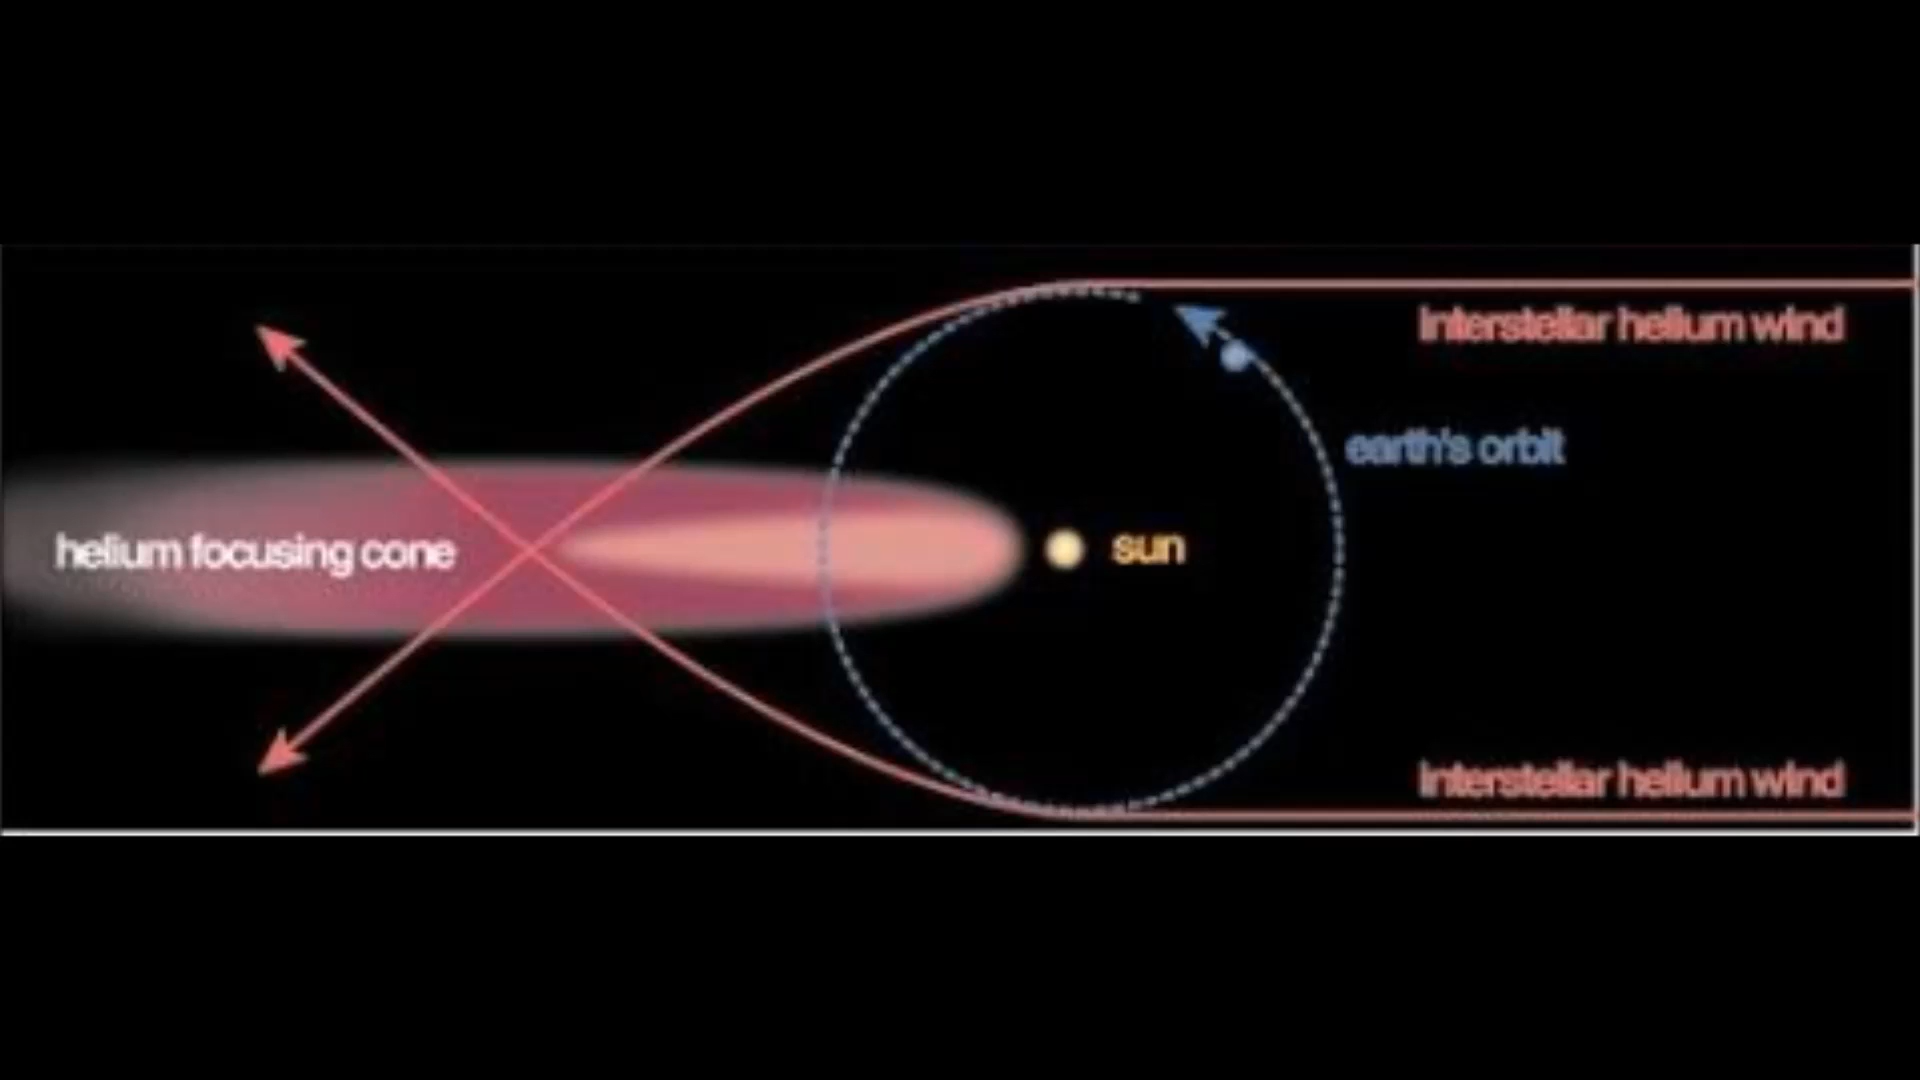 interstellar helium wind
earth's orbit
sun
helium focusing cone
interstellar helium wind